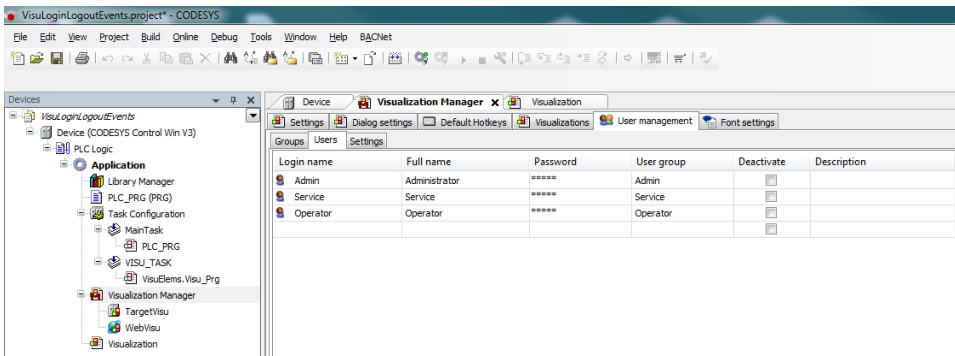 VisuLoginLogoutEvents.project* - CODESYS
File Edit View Project Build Online Debug Tools Window Help BACNet
Devices
VisuLoginLogoutEvents
Device (CODESYS Control Win V3)
PLC Logic
Application
Library Manager
PLC_PRG (PRG)
Task Configuration
MainTask
PLC_PRG
VISU_TASK
VisuElems.Visu_Prg
Visualization Manager
TargetVisu
WebVisu
Visualization
Device Visualization Manager X Visualization
Settings Dialog settings Default Hotkeys Visualizations User management Font settings
Groups Users Settings
Login name Full name Password User group Deactivate Description
Admin Administrator ***** Admin
Service Service ***** Service
Operator Operator ***** Operator